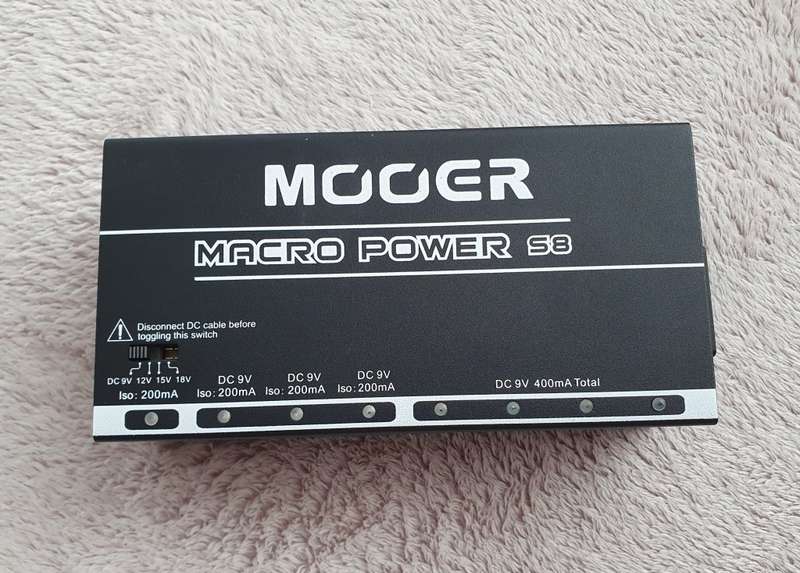 MOOER
MACRO POWER S8
Disconnect DC cable before
toggling this switch
DC 9V 12V 15V 18V
Iso: 200mA
DC 9V
Iso: 200mA
DC 9V
Iso: 200mA
DC 9V
Iso: 200mA
DC 9V 400mA Total